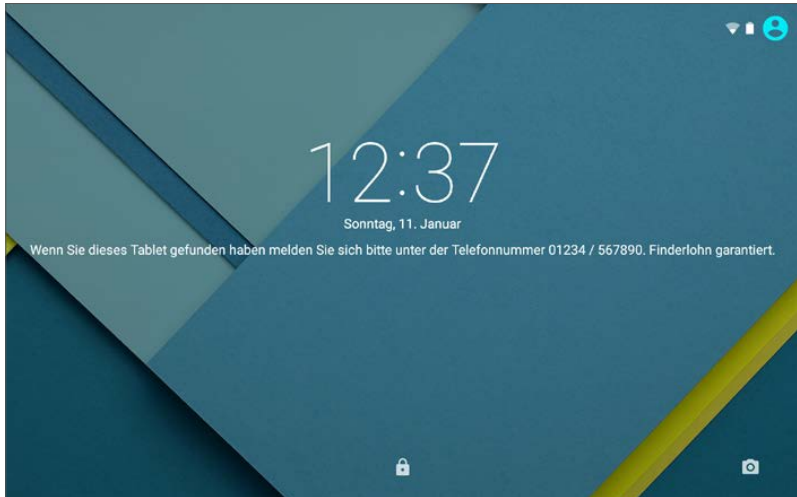 12:37
Sonntag, 11. Januar
Wenn Sie dieses Tablet gefunden haben melden Sie sich bitte unter der Telefonnummer 01234 / 567890. Finderlohn garantiert.